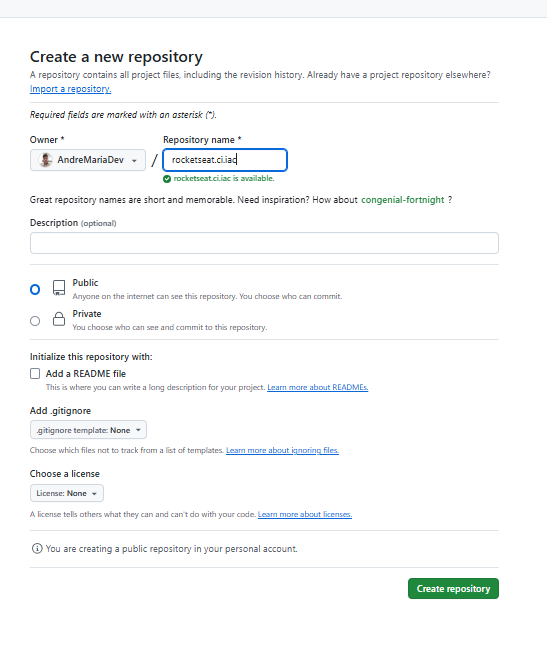 Create a new repository
A repository contains all project files, including the revision history. Already have a project repository elsewhere?
Import a repository.
Required fields are marked with an asterisk (*).
Owner *
Repository name *
AndreMariaDev
/
rocketseat.ci.iac
rocketseat.ci.iac is available.
Great repository names are short and memorable. Need inspiration? How about congenial-fortnight ?
Description (optional)
Public
Anyone on the internet can see this repository. You choose who can commit.
Private
You choose who can see and commit to this repository.
Initialize this repository with:
Add a README file
This is where you can write a long description for your project. Learn more about READMEs.
Add .gitignore
.gitignore template: None
Choose which files not to track from a list of templates. Learn more about ignoring files.
Choose a license
License: None
A license tells others what they can and can't do with your code. Learn more about licenses.
You are creating a public repository in your personal account.
Create repository